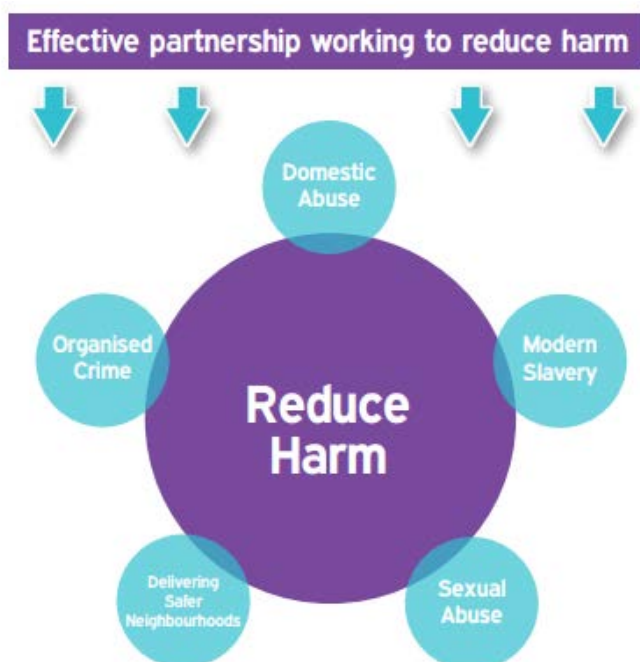 Effective partnership working to reduce harm
Domestic
Abuse
Organised
Crime
Modern
Slavery
Reduce
Harm
Delivering
Safer
Neighbourhoods
Sexual
Abuse